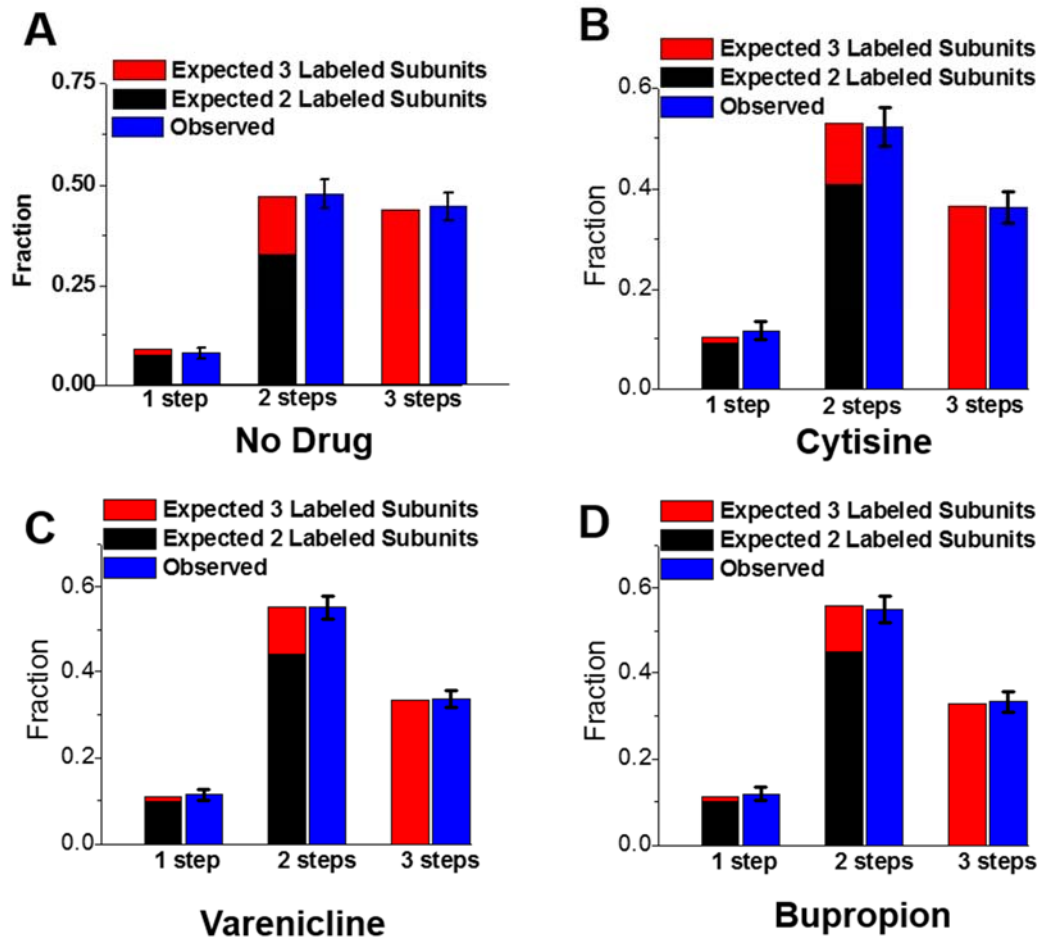 A
Expected 3 Labeled Subunits
Expected 2 Labeled Subunits
Observed
0.75
0.50
0.25
0.00
Fraction
1 step
2 steps
3 steps
No Drug
B
Expected 3 Labeled Subunits
Expected 2 Labeled Subunits
Observed
0.6
0.4
0.2
0.0
Fraction
1 step
2 steps
3 steps
Cytisine
C
Expected 3 Labeled Subunits
Expected 2 Labeled Subunits
Observed
0.6
0.4
0.2
0.0
Fraction
1 step
2 steps
3 steps
Varenicline
D
Expected 3 Labeled Subunits
Expected 2 Labeled Subunits
Observed
0.6
0.4
0.2
0.0
Fraction
1 step
2 steps
3 steps
Bupropion